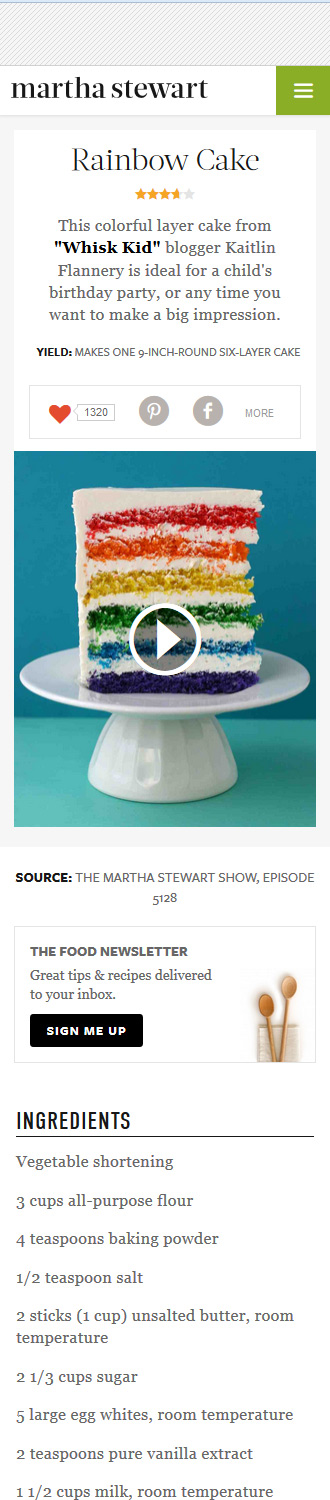 martha stewart
Rainbow Cake
This colorful layer cake from
"Whisk Kid" blogger Kaitlin
Flannery is ideal for a child's
birthday party, or any time you
want to make a big impression.
YIELD: MAKES ONE 9-INCH-ROUND SIX-LAYER CAKE
1320 MORE
SOURCE: THE MARTHA STEWART SHOW, EPISODE
5128
THE FOOD NEWSLETTER
Great tips & recipes delivered
to your inbox.
SIGN ME UP
INGREDIENTS
Vegetable shortening
3 cups all-purpose flour
4 teaspoons baking powder
1/2 teaspoon salt
2 sticks (1 cup) unsalted butter, room
temperature
2 1/3 cups sugar
5 large egg whites, room temperature
2 teaspoons pure vanilla extract
1 1/2 cups milk, room temperature